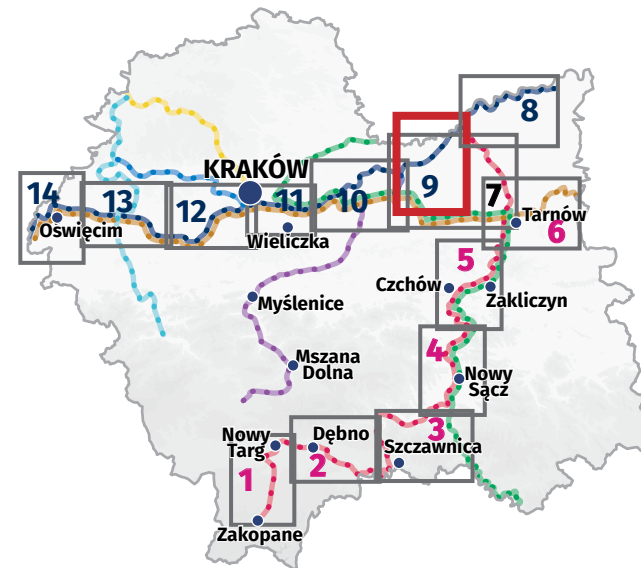 8
KRAKÓW
14
13
12
11
10
9
7
Oświęcim
Wieliczka
Tarnów
6
5
Czchów
Zakliczyn
Myślenice
4
Mszana
Dolna
Nowy
Sącz
3
Nowy
Targ
Dębno
Szczawnica
1
2
Zakopane